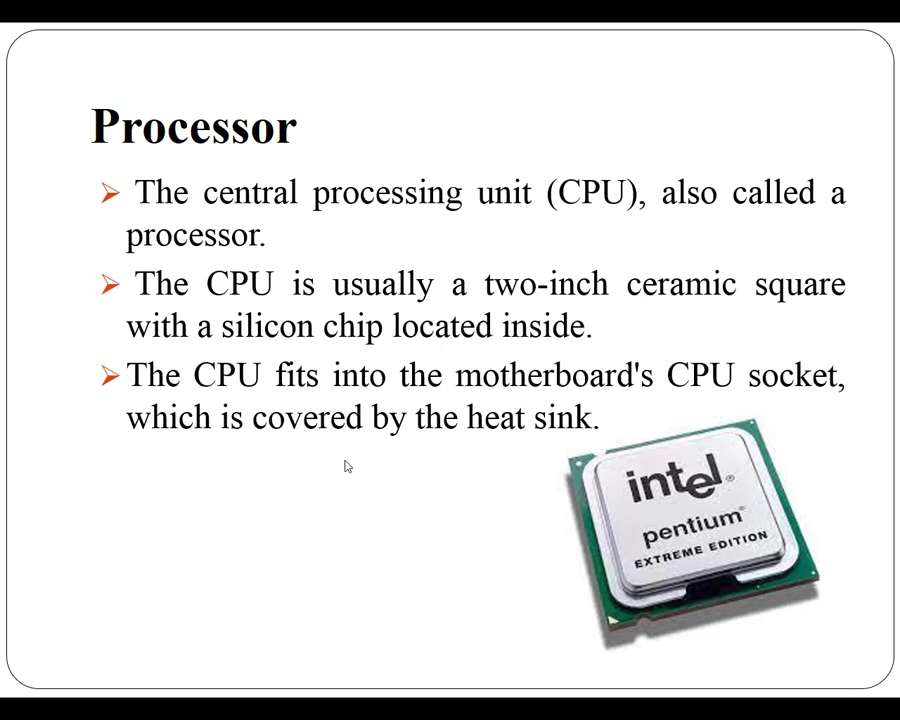 Processor
The central processing unit (CPU), also called a
processor.
The CPU is usually a two-inch ceramic square
with a silicon chip located inside.
The CPU fits into the motherboard's CPU socket,
which is covered by the heat sink.
intel®
pentium®
EXTREME EDITION